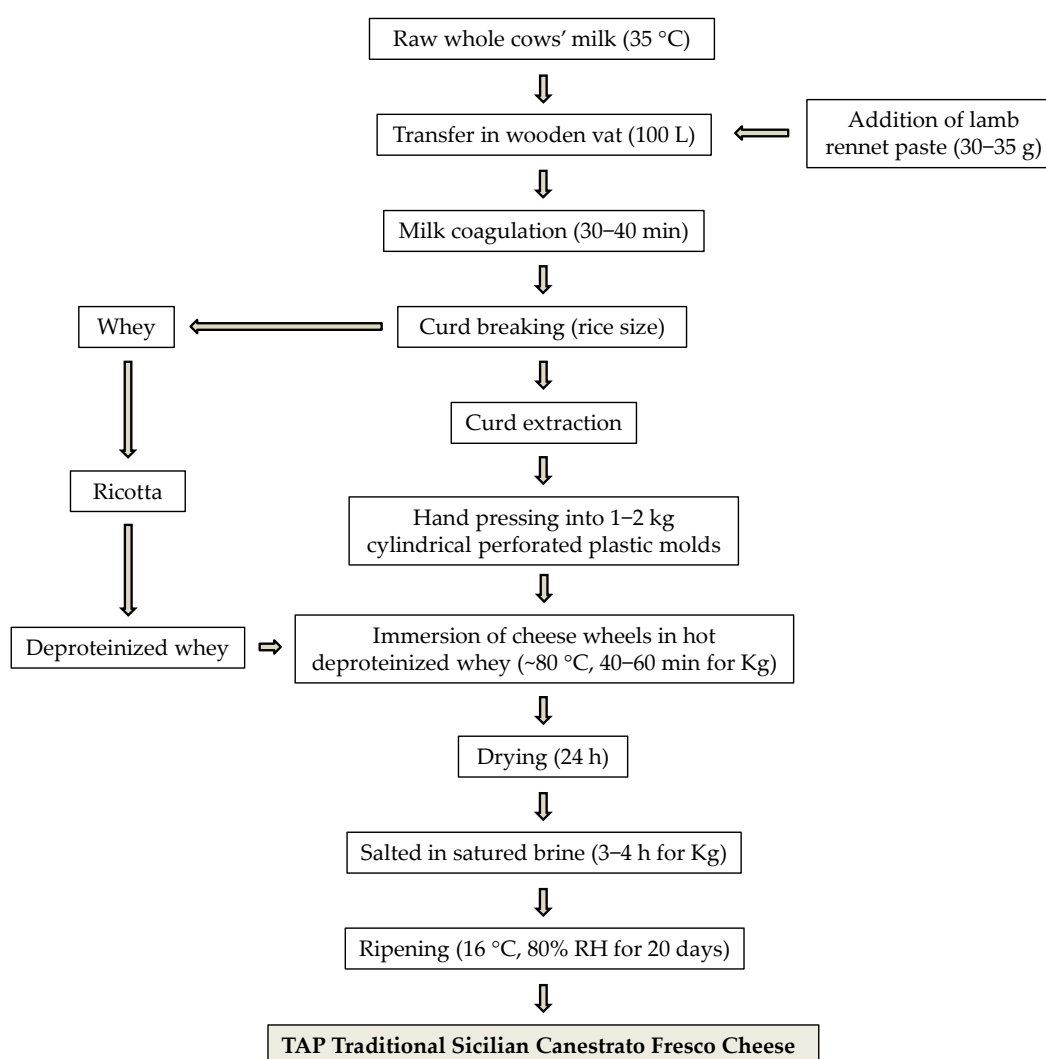 Raw whole cows’ milk (35 °C)
Transfer in wooden vat (100 L)
Addition of lamb
rennet paste (30−35 g)
Milk coagulation (30−40 min)
Whey
Curd breaking (rice size)
Curd extraction
Ricotta
Hand pressing into 1−2 kg
cylindrical perforated plastic molds
Deproteinized whey
Immersion of cheese wheels in hot
deproteinized whey (~80 °C, 40−60 min for Kg)
Drying (24 h)
Salted in satured brine (3−4 h for Kg)
Ripening (16 °C, 80% RH for 20 days)
TAP Traditional Sicilian Canestrato Fresco Cheese